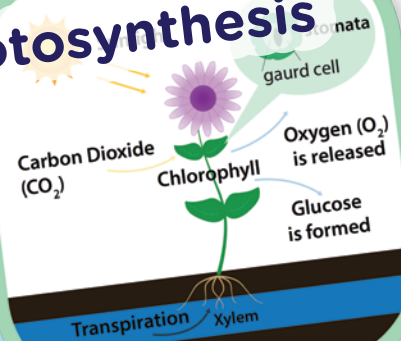 otosynthesis
nata
gaurd cell
Carbon Dioxide
(CO₂)
Chlorophyll
Oxygen (O₂)
is released
Glucose
is formed
Transpiration
Xylem